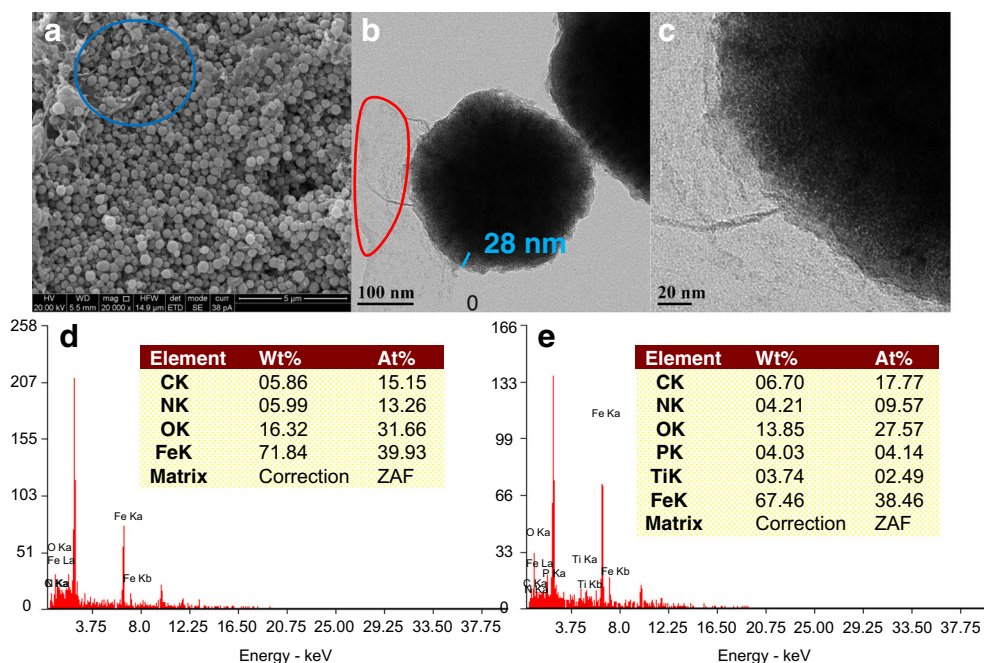 a
b
c
28 nm
100 nm
0
20 nm
HV WD mag HFW det mode curr
20.00 kV 5.5 mm 20 000 x 14.9 µm ETD SE 38 pA
5 µm
d
258
207
155
103
51
0
Element Wt% At%
CK 05.86 15.15
NK 05.99 13.26
OK 16.32 31.66
FeK 71.84 39.93
Matrix Correction ZAF
Fe Ka
O Ka
Fe La
Fe Kb
N Ka
3.75 8.0 12.25 16.50 20.75 25.00 29.25 33.50 37.75
Energy - keV
e
166
133
99
66
33
0
Element Wt% At%
CK 06.70 17.77
NK 04.21 09.57
OK 13.85 27.57
PK 04.03 04.14
TiK 03.74 02.49
FeK 67.46 38.46
Matrix Correction ZAF
Fe Ka
O Ka
Fe La
P Ka
C Ka
N Ka
Ti Ka
Ti Kb
Fe Kb
3.75 8.0 12.25 16.50 20.75 25.00 29.25 33.50 37.75
Energy - keV